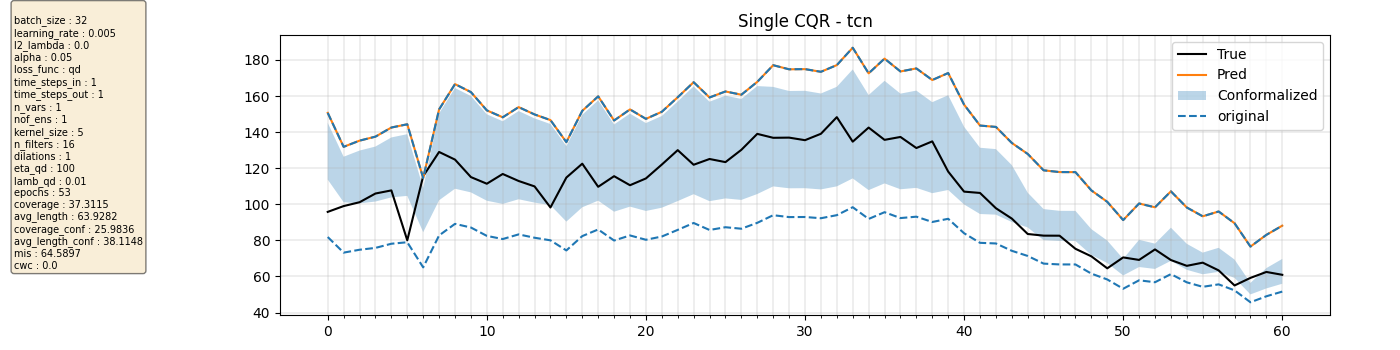 Single CQR - tcn
batch_size : 32
learning_rate : 0.005
l2_lambda : 0.0
alpha : 0.05
loss_func : qd
time_steps_in : 1
time_steps_out : 1
n_vars : 1
nof_ens : 1
kernel_size : 5
n_filters : 16
dilations : 1
eta_qd : 100
lamb_qd : 0.01
epochs : 53
coverage : 37.3115
avg_length : 63.9282
coverage_conf : 25.9836
avg_length_conf : 38.1148
mis : 64.5897
cwc : 0.0
180
160
140
120
100
80
60
40
True
Pred
Conformalized
original
0 10 20 30 40 50 60